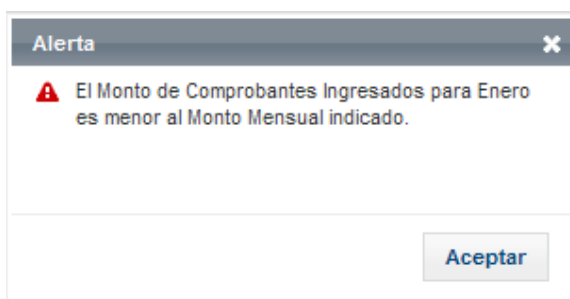 Alerta
El Monto de Comprobantes Ingresados para Enero
es menor al Monto Mensual indicado.
Aceptar